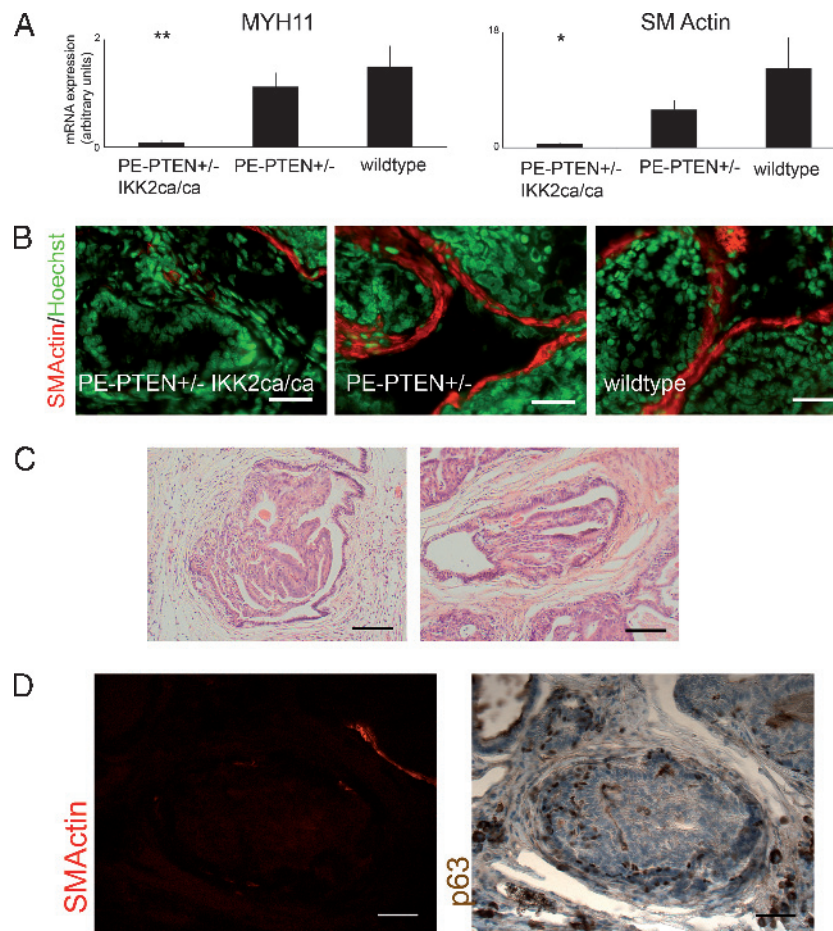 A
MYH11
**
2
mRNA expression
(arbitrary units)
0
PE-PTEN+/-
IKK2ca/ca
PE-PTEN+/-
wildtype
SM Actin
*
18
0
PE-PTEN+/-
IKK2ca/ca
PE-PTEN+/-
wildtype
B
SMActin/Hoechst
PE-PTEN+/- IKK2ca/ca
PE-PTEN+/-
wildtype
C
D
SMActin
p63